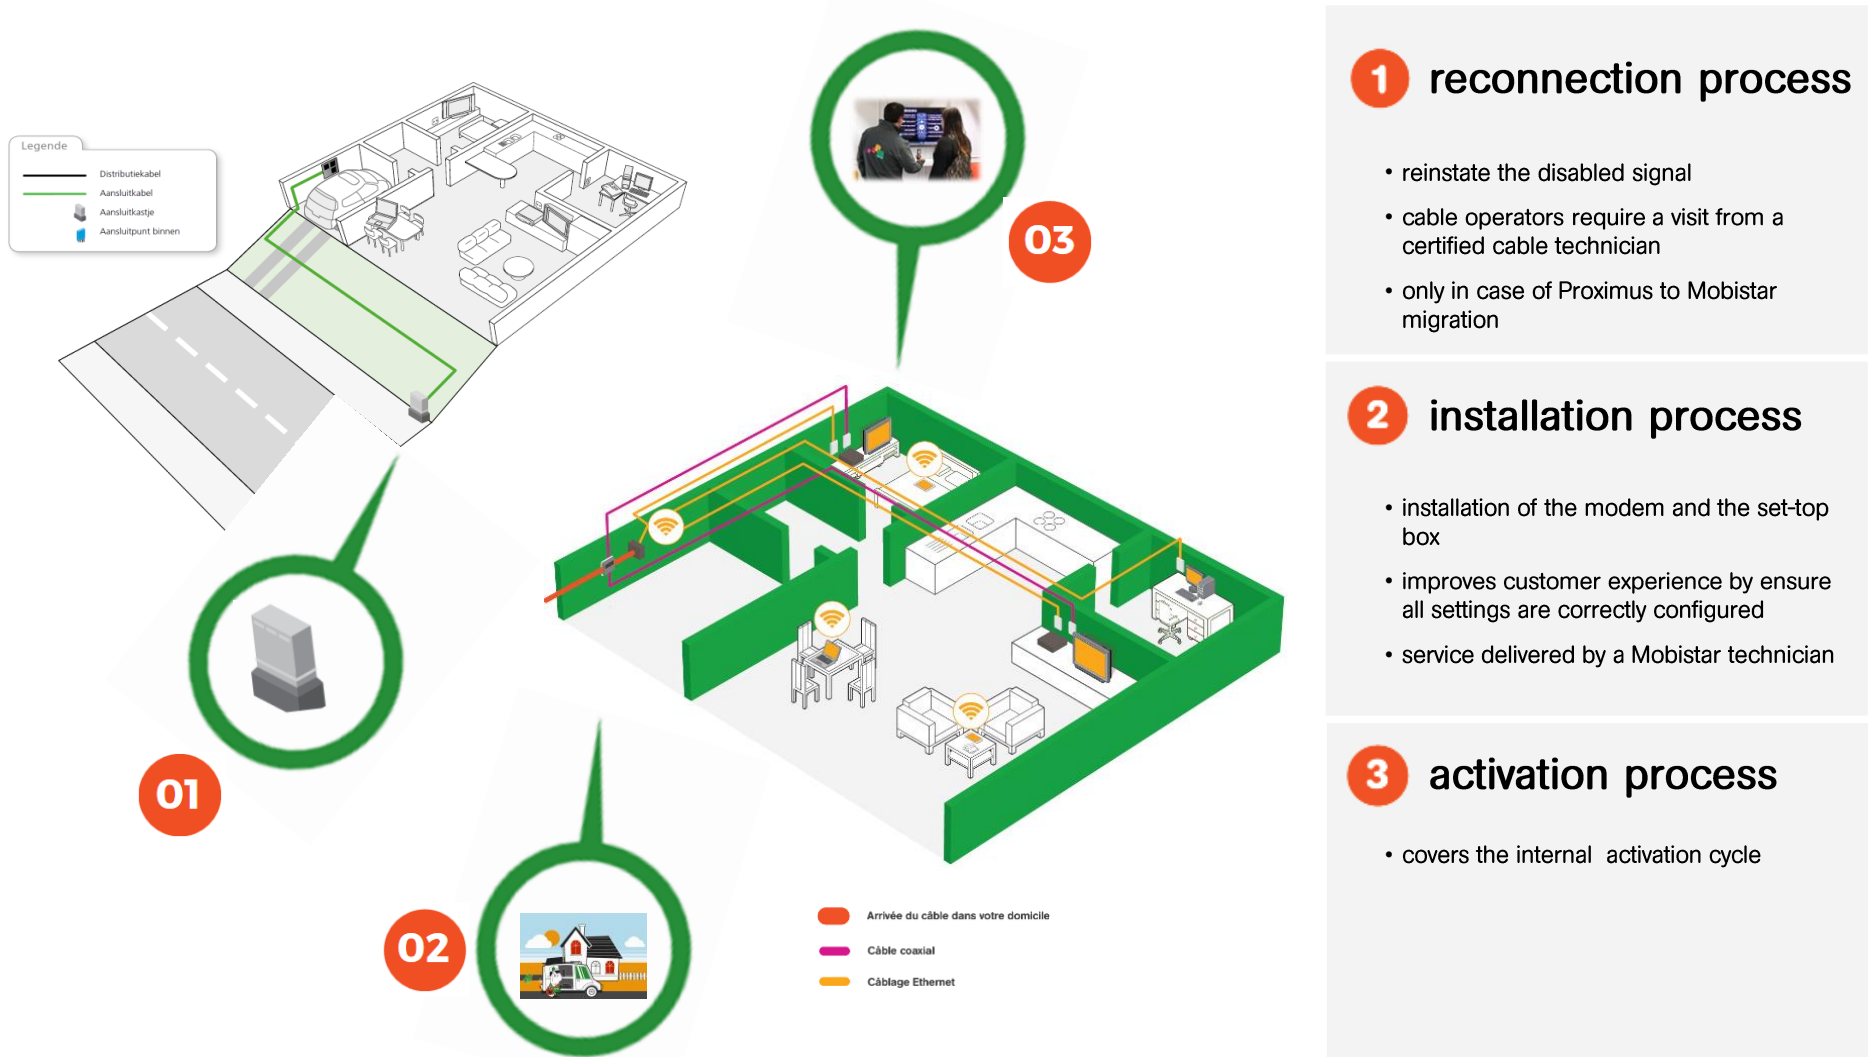 Legende
Distributiekabel
Aansluitkabel
Aansluitkastje
Aansluitpunt binnen
01
02
03
Arrivée du câble dans votre domicile
Câble coaxial
Câblage Ethernet
1 reconnection process
• reinstate the disabled signal
• cable operators require a visit from a
certified cable technician
• only in case of Proximus to Mobistar
migration
2 installation process
• installation of the modem and the set-top
box
• improves customer experience by ensure
all settings are correctly configured
• service delivered by a Mobistar technician
3 activation process
• covers the internal activation cycle